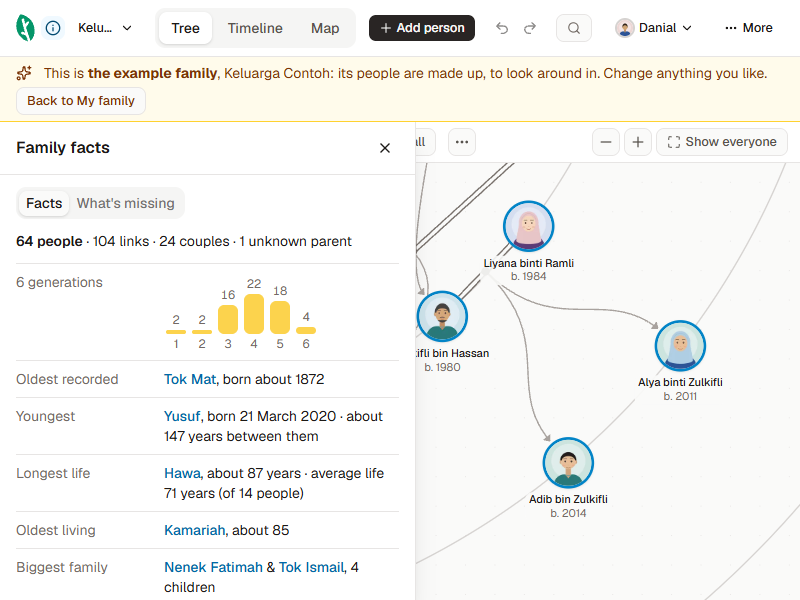 Kelu...
Tree
Timeline
Map
+ Add person
Danial
··· More
This is the example family, Keluarga Contoh: its people are made up, to look around in. Change anything you like.
Back to My family
Family facts
Facts
What's missing
64 people · 104 links · 24 couples · 1 unknown parent
6 generations
2 2 16 22 18 4
1 2 3 4 5 6
Oldest recorded
Tok Mat, born about 1872
Youngest
Yusuf, born 21 March 2020 · about
147 years between them
Longest life
Hawa, about 87 years · average life
71 years (of 14 people)
Oldest living
Kamariah, about 85
Biggest family
Nenek Fatimah & Tok Ismail, 4
children
Show everyone
Liyana binti Ramli
b. 1984
bin Hassan
b. 1980
Alya binti Zulkifli
b. 2011
Adib bin Zulkifli
b. 2014